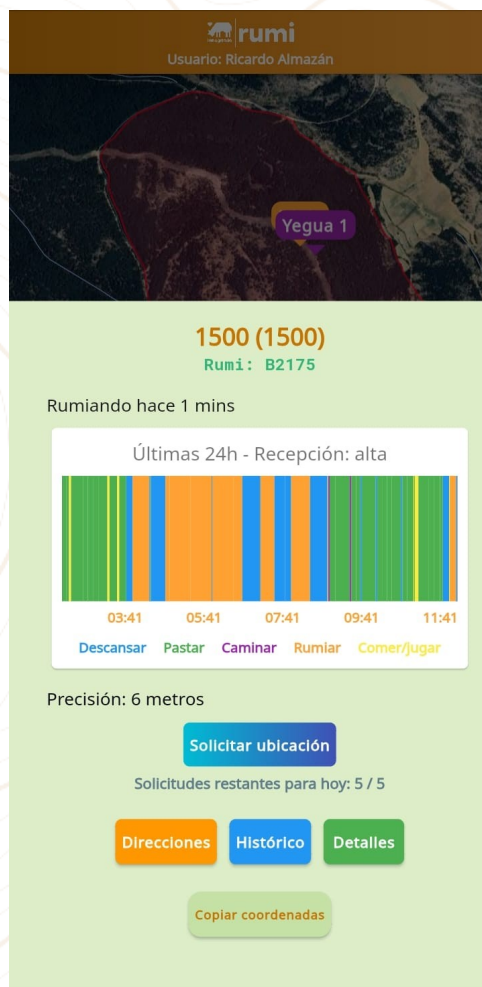 rumi
Usuario: Ricardo Almazán
Yegua 1
1500 (1500)
Rumi: B2175
Rumiando hace 1 mins
Últimas 24h - Recepción: alta
03:41 05:41 07:41 09:41 11:41
Descansar Pastar Caminar Rumiar Comer/jugar
Precisión: 6 metros
Solicitar ubicación
Solicitudes restantes para hoy: 5 / 5
Direcciones Histórico Detalles
Copiar coordenadas